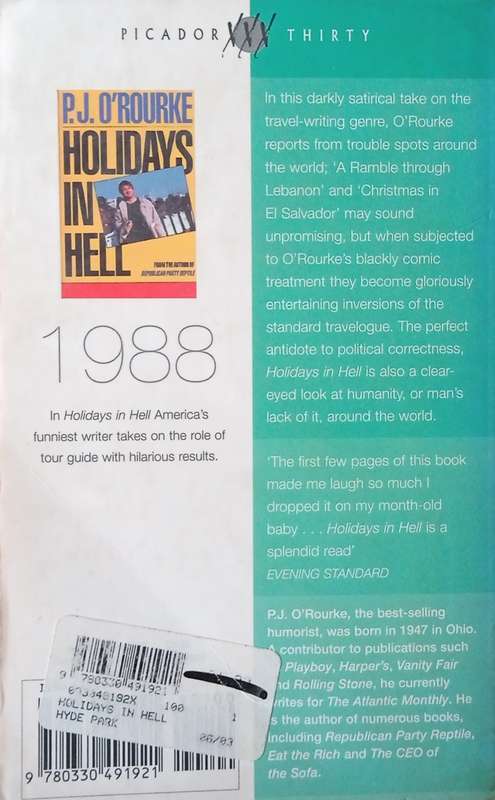 PICADOR XXX THIRTY
P.J. O'ROURKE
HOLIDAYS
IN
HELL
FROM THE AUTHOR OF
REPUBLICAN PARTY REPTILE
1988
In Holidays in Hell America's
funniest writer takes on the role of
tour guide with hilarious results.
In this darkly satirical take on the
travel-writing genre, O'Rourke
reports from trouble spots around
the world; 'A Ramble through
Lebanon' and 'Christmas in
El Salvador' may sound
unpromising, but when subjected
to O'Rourke's blackly comic
treatment they become gloriously
entertaining inversions of the
standard travelogue. The perfect
antidote to political correctness,
Holidays in Hell is also a clear-
eyed look at humanity, or man's
lack of it, around the world.
'The first few pages of this book
made me laugh so much I
dropped it on my month-old
baby . . . Holidays in Hell is a
splendid read'
EVENING STANDARD
P.J. O'Rourke, the best-selling
humorist, was born in 1947 in Ohio.
A contributor to publications such
Playboy, Harper's, Vanity Fair
and Rolling Stone, he currently
writes for The Atlantic Monthly. He
is the author of numerous books,
including Republican Party Reptile,
Eat the Rich and The CEO of
the Sofa.
9 780330 491921
033049192X 100
HOLIDAYS IN HELL
HYDE PARK
06/03
9 780330 491921